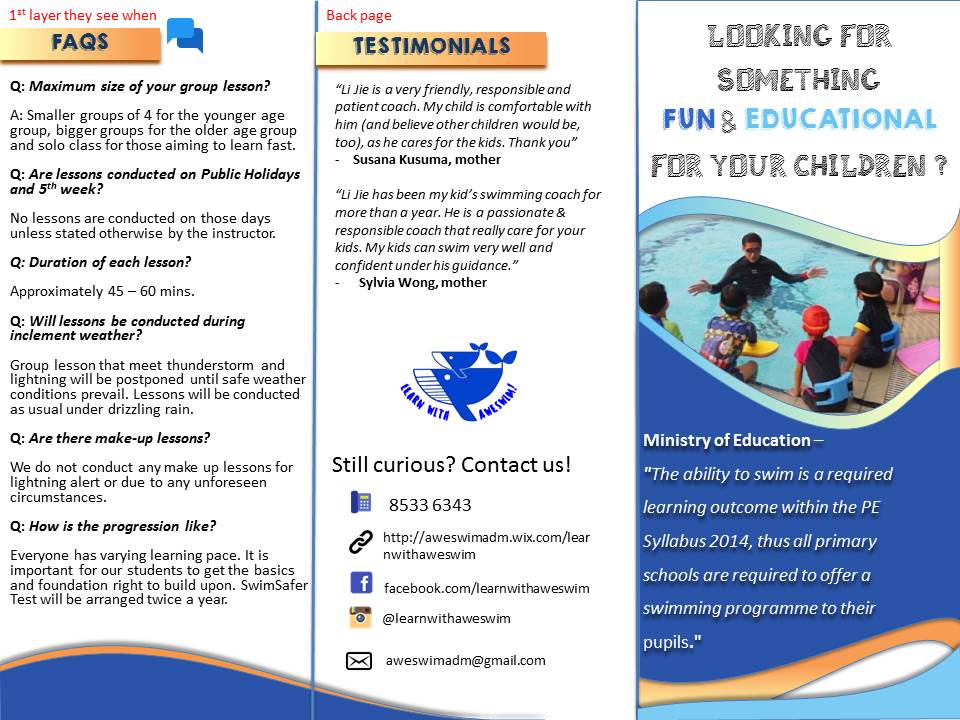 1st layer they see when
FAQS
Q: Maximum size of your group lesson?
A: Smaller groups of 4 for the younger age
group, bigger groups for the older age group
and solo class for those aiming to learn fast.
Q: Are lessons conducted on Public Holidays
and 5th week?
No lessons are conducted on those days
unless stated otherwise by the instructor.
Q: Duration of each lesson?
Approximately 45 – 60 mins.
Q: Will lessons be conducted during
inclement weather?
Group lesson that meet thunderstorm and
lightning will be postponed until safe weather
conditions prevail. Lessons will be conducted
as usual under drizzling rain.
Q: Are there make-up lessons?
We do not conduct any make up lessons for
lightning alert or due to any unforeseen
circumstances.
Q: How is the progression like?
Everyone has varying learning pace. It is
important for our students to get the basics
and foundation right to build upon. SwimSafer
Test will be arranged twice a year.
Back page
TESTIMONIALS
“Li Jie is a very friendly, responsible and
patient coach. My child is comfortable with
him (and believe other children would be,
too), as he cares for the kids. Thank you”
- Susana Kusuma, mother
“Li Jie has been my kid’s swimming coach for
more than a year. He is a passionate &
responsible coach that really care for your
kids. My kids can swim very well and
confident under his guidance.”
- Sylvia Wong, mother
LEARN WITH AWESWIM!
Still curious? Contact us!
8533 6343
http://aweswimadm.wix.com/lear
nwithaweswim
facebook.com/learnwithaweswim
@learnwithaweswim
aweswimadm@gmail.com
LOOKING FOR
SOMETHING
FUN & EDUCATIONAL
FOR YOUR CHILDREN ?
Ministry of Education –
"The ability to swim is a required
learning outcome within the PE
Syllabus 2014, thus all primary
schools are required to offer a
swimming programme to their
pupils."